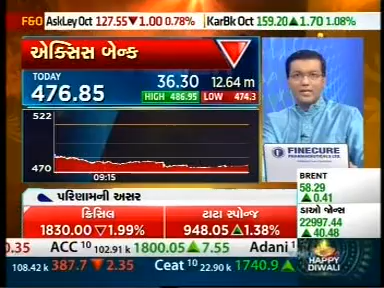 F&O AskLey Oct 127.55▼1.00 0.78% KarBk Oct 159.20▲1.70 1.08%
એક્સિસ બેન્ક
TODAY 36.30 12.64 m
476.85 HIGH 486.95 LOW 474.3
522
470
09:15
FINECURE
PHARMACEUTICALS LTD.
BRENT
58.29
▲0.41
ડાઓ જોન્સ
22997.44
▲40.48
પરિણામની અસર
ક્રિસિલ ટાટા સ્પોન્જ
1830.00▼1.99% 948.05▲1.38%
0.35 ACC 10 102.91 k 1800.05▲7.55 Adani 10
108.42 k 387.7▼2.35 Ceat 10 22.90 k 1740.9▲
HAPPY
DIWALI